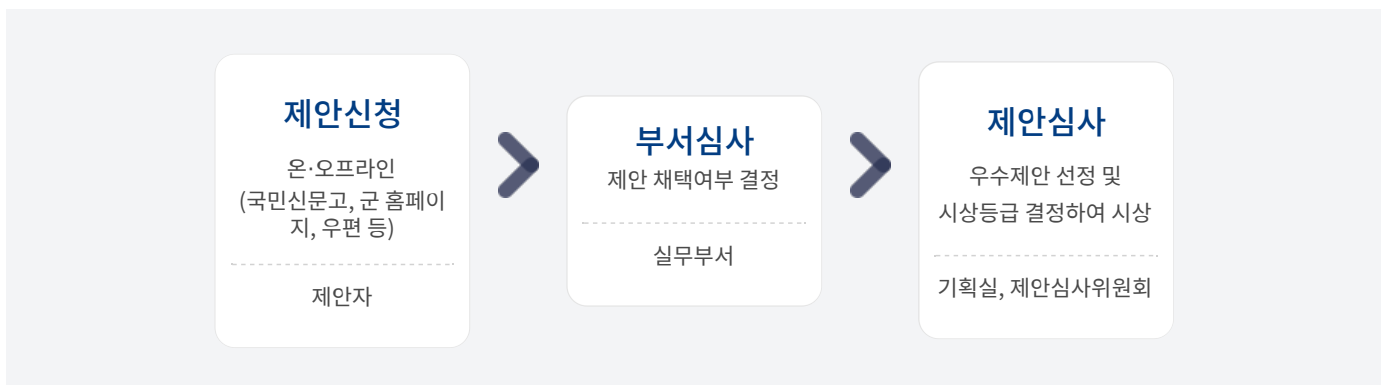 제안신청
온·오프라인
(국민신문고, 군 홈페이
지, 우편 등)
제안자
부서심사
제안 채택여부 결정
실무부서
제안심사
우수제안 선정 및
시상등급 결정하여 시상
기획실, 제안심사위원회